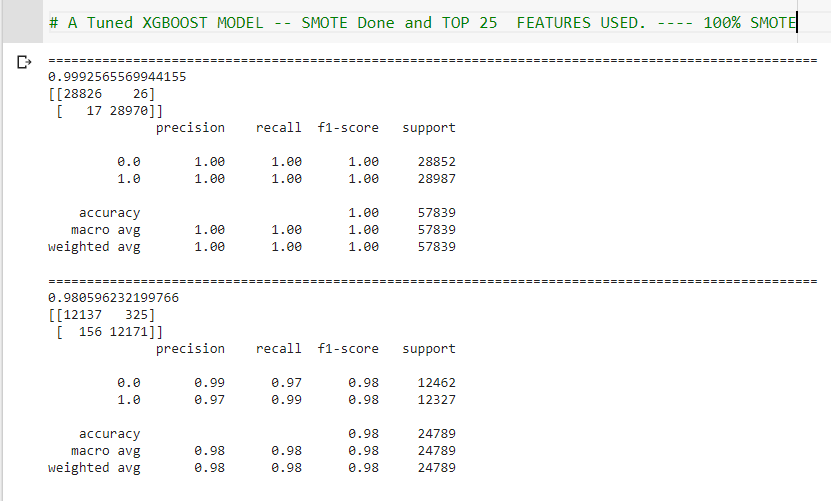 # A Tuned XGBOOST MODEL -- SMOTE Done and TOP 25  FEATURES USED. ---- 100% SMOTE
====================================================================================================
0.9992565569944155
[[28826    26]
 [   17 28970]]
              precision    recall  f1-score   support

         0.0       1.00      1.00      1.00     28852
         1.0       1.00      1.00      1.00     28987

    accuracy                           1.00     57839
   macro avg       1.00      1.00      1.00     57839
weighted avg       1.00      1.00      1.00     57839

====================================================================================================
0.980596232199766
[[12137   325]
 [  156 12171]]
              precision    recall  f1-score   support

         0.0       0.99      0.97      0.98     12462
         1.0       0.97      0.99      0.98     12327

    accuracy                           0.98     24789
   macro avg       0.98      0.98      0.98     24789
weighted avg       0.98      0.98      0.98     24789